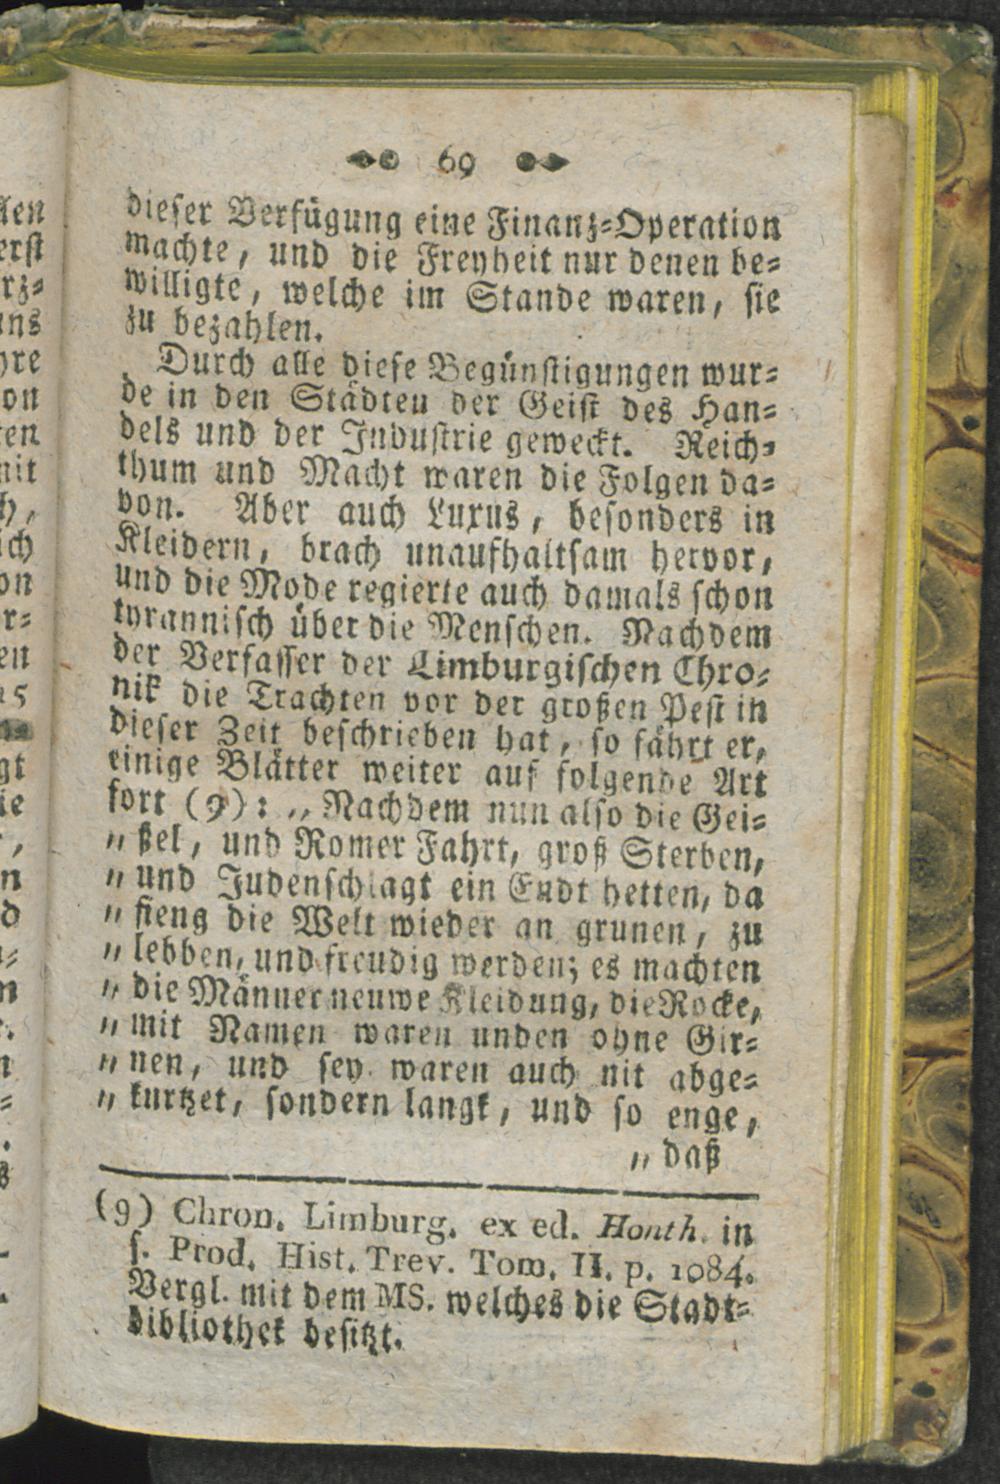 69
dieser Verfügung eine Finanz=Operation
machte, und die Freyheit nur denen be=
willigte, welche im Stande waren, sie
zu bezahlen.
Durch alle diese Begünstigungen wur=
de in den Städten der Geist des Han=
dels und der Industrie geweckt. Reich=
thum und Macht waren die Folgen da=
von. Aber auch Luxus, besonders in
Kleidern, brach unaufhaltsam hervor,
und die Mode regierte auch damals schon
tyrannisch über die Menschen. Nachdem
der Verfasser der Limburgischen Chro=
nik die Trachten vor der großen Pest in
dieser Zeit beschrieben hat, so fährt er,
einige Blätter weiter auf folgende Art
fort (9): „Nachdem nun also die Gei=
„ßel, und Romer Fahrt, groß Sterben,
„und Judenschlagt ein Endt hetten, da
„fieng die Welt wieder an grunen, zu
„lebben, und freudig werden; es machten
„die Männer neuwe Kleidung, die Rocke,
„mit Namen waren unden ohne Gir=
„nen, und sey waren auch nit abge=
„kurtzet, sondern langk, und so enge,
„daß
(9) Chron. Limburg. ex ed. Honth. in
s. Prod. Hist. Trev. Tom. II. p. 1084.
Vergl. mit dem MS. welches die Stadt=
bibliothek besitzt.